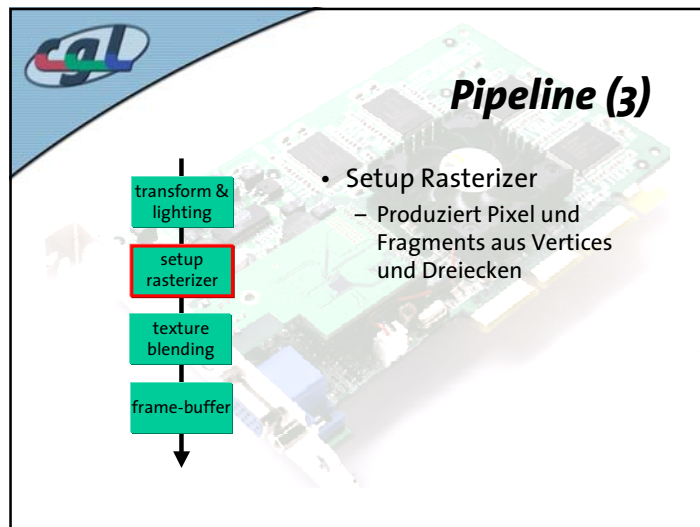 cgl
Pipeline (3)
transform &
lighting
setup
rasterizer
texture
blending
frame-buffer
• Setup Rasterizer
– Produziert Pixel und
Fragments aus Vertices
und Dreiecken